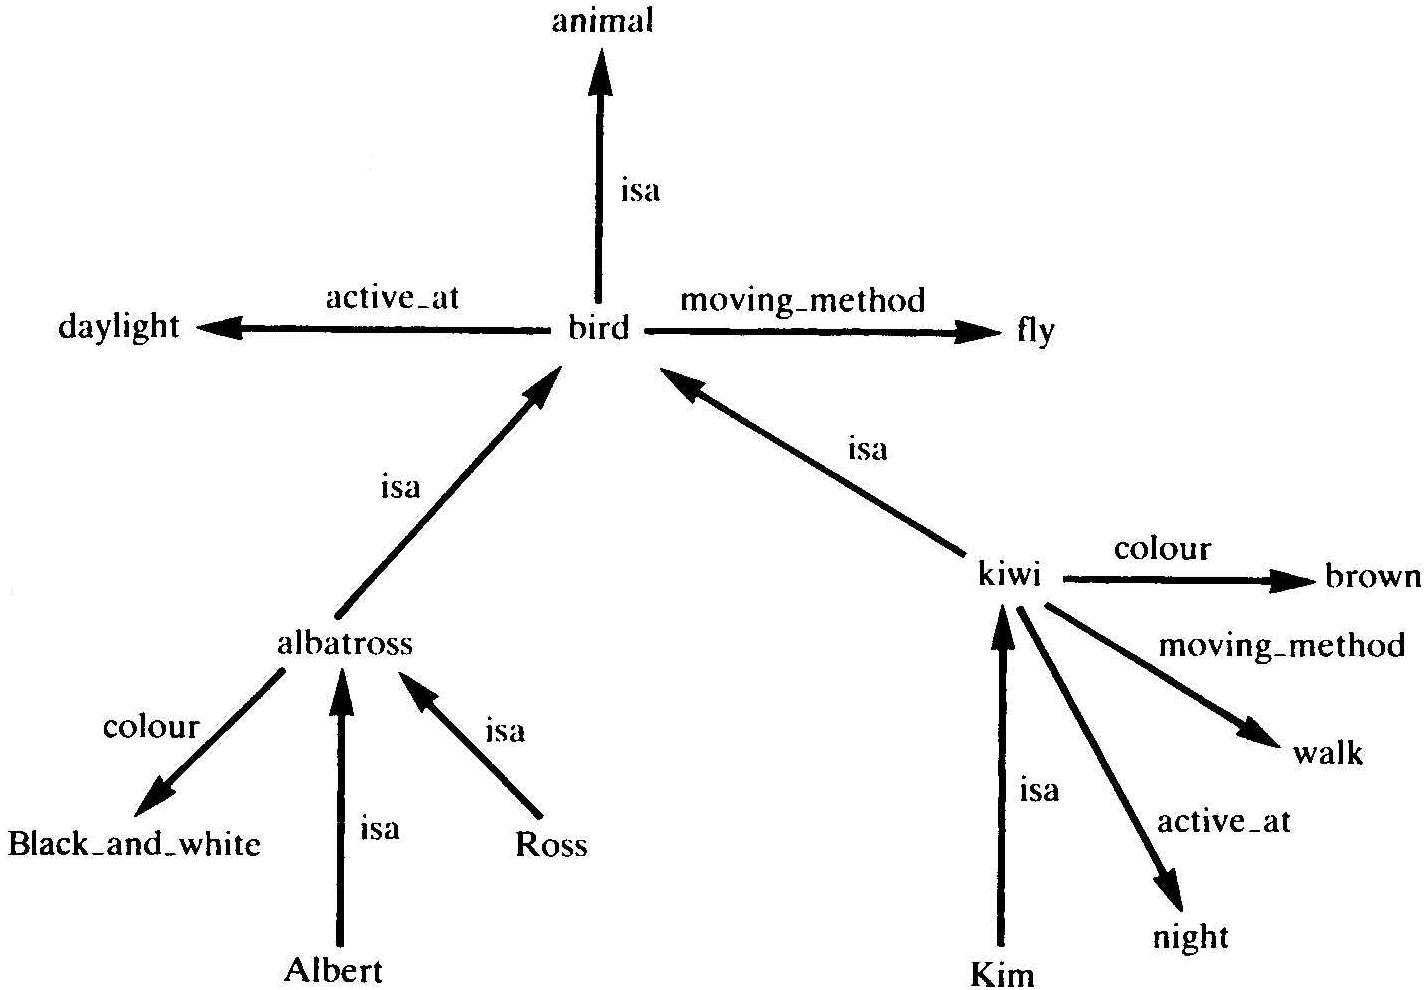 animal
isa
active_at
moving_method
daylight
bird
fly
isa
isa
colour
kiwi
brown
albatross
moving_method
colour
isa
walk
isa
active_at
isa
Black_and_white
Ross
night
Albert
Kim